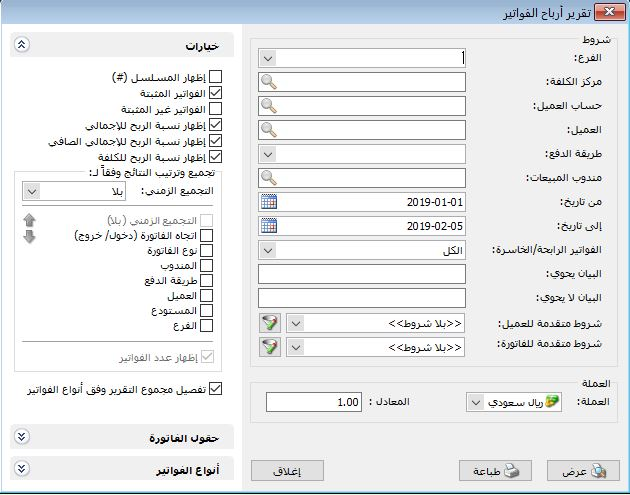 تقرير أرباح الفواتير
شروط
الفرع:
مركز الكلفة:
حساب العميل:
العميل:
طريقة الدفع:
مندوب المبيعات:
من تاريخ: 2019-01-01
إلى تاريخ: 2019-02-05
الفواتير الرابحة/الخاسرة: الكل
البيان يحوي:
البيان لا يحوي:
شروط متقدمة للعميل: <<بلا شروط>>
شروط متقدمة للفاتورة: <<بلا شروط>>
العملة
العملة: ريال سعودي المعادل : 1.00
عرض طباعة إغلاق
خيارات
إظهار المسلسل (#)
الفواتير المثبتة
الفواتير غير المثبتة
إظهار نسبة الربح للإجمالي
إظهار نسبة الربح للإجمالي الصافي
إظهار نسبة الربح للكلفة
تجميع وترتيب النتائج وفقاً لـ:
التجميع الزمني: بلا
التجميع الزمني (بلا)
اتجاه الفاتورة (دخول/ خروج)
نوع الفاتورة
المندوب
طريقة الدفع
العميل
المستودع
الفرع
إظهار عدد الفواتير
تفصيل مجموع التقرير وفق أنواع الفواتير
حقول الفاتورة
أنواع الفواتير